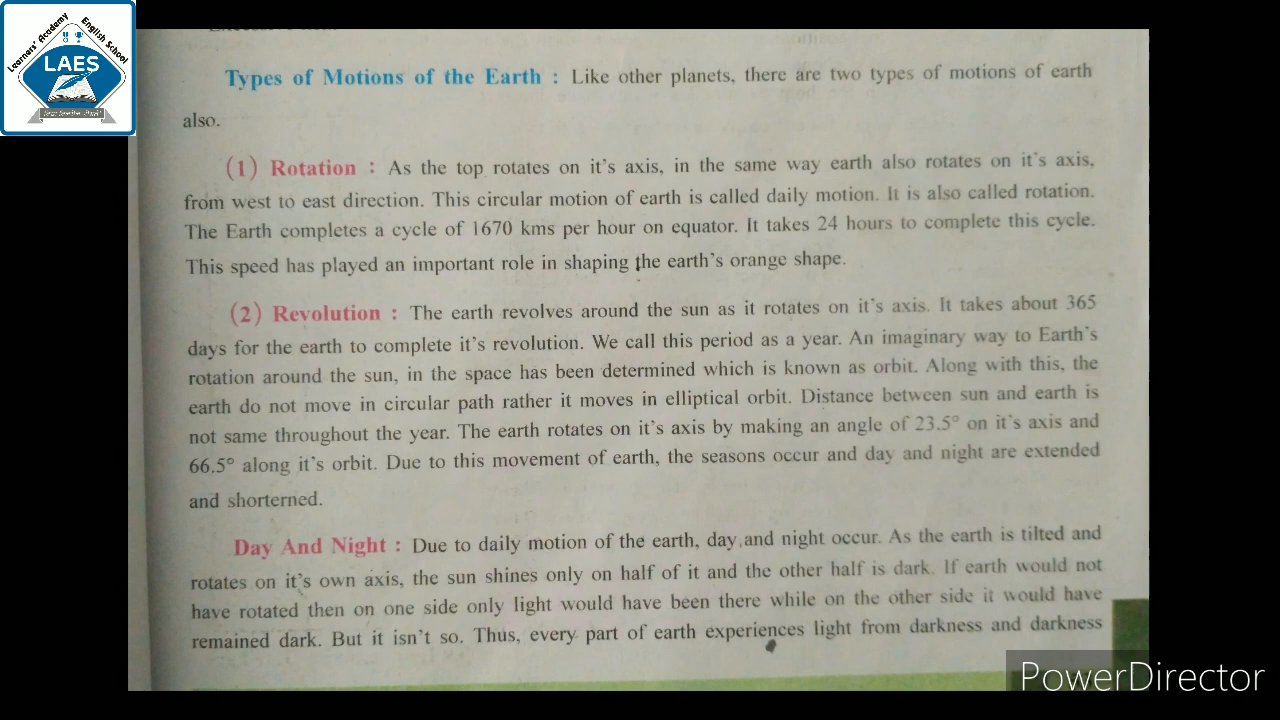 Learners' Academy English School
LAES
Types of Motions of the Earth : Like other planets, there are two types of motions of earth
also.
(1) Rotation : As the top rotates on it's axis, in the same way earth also rotates on it's axis,
from west to east direction. This circular motion of earth is called daily motion. It is also called rotation.
The Earth completes a cycle of 1670 kms per hour on equator. It takes 24 hours to complete this cycle.
This speed has played an important role in shaping the earth's orange shape.
(2) Revolution : The earth revolves around the sun as it rotates on it's axis. It takes about 365
days for the earth to complete it's revolution. We call this period as a year. An imaginary way to Earth's
rotation around the sun, in the space has been determined which is known as orbit. Along with this, the
earth do not move in circular path rather it moves in elliptical orbit. Distance between sun and earth is
not same throughout the year. The earth rotates on it's axis by making an angle of 23.5° on it's axis and
66.5° along it's orbit. Due to this movement of earth, the seasons occur and day and night are extended
and shorterned.
Day And Night : Due to daily motion of the earth, day and night occur. As the earth is tilted and
rotates on it's own axis, the sun shines only on half of it and the other half is dark. If earth would not
have rotated then on one side only light would have been there while on the other side it would have
remained dark. But it isn't so. Thus, every part of earth experiences light from darkness and darkness
PowerDirector